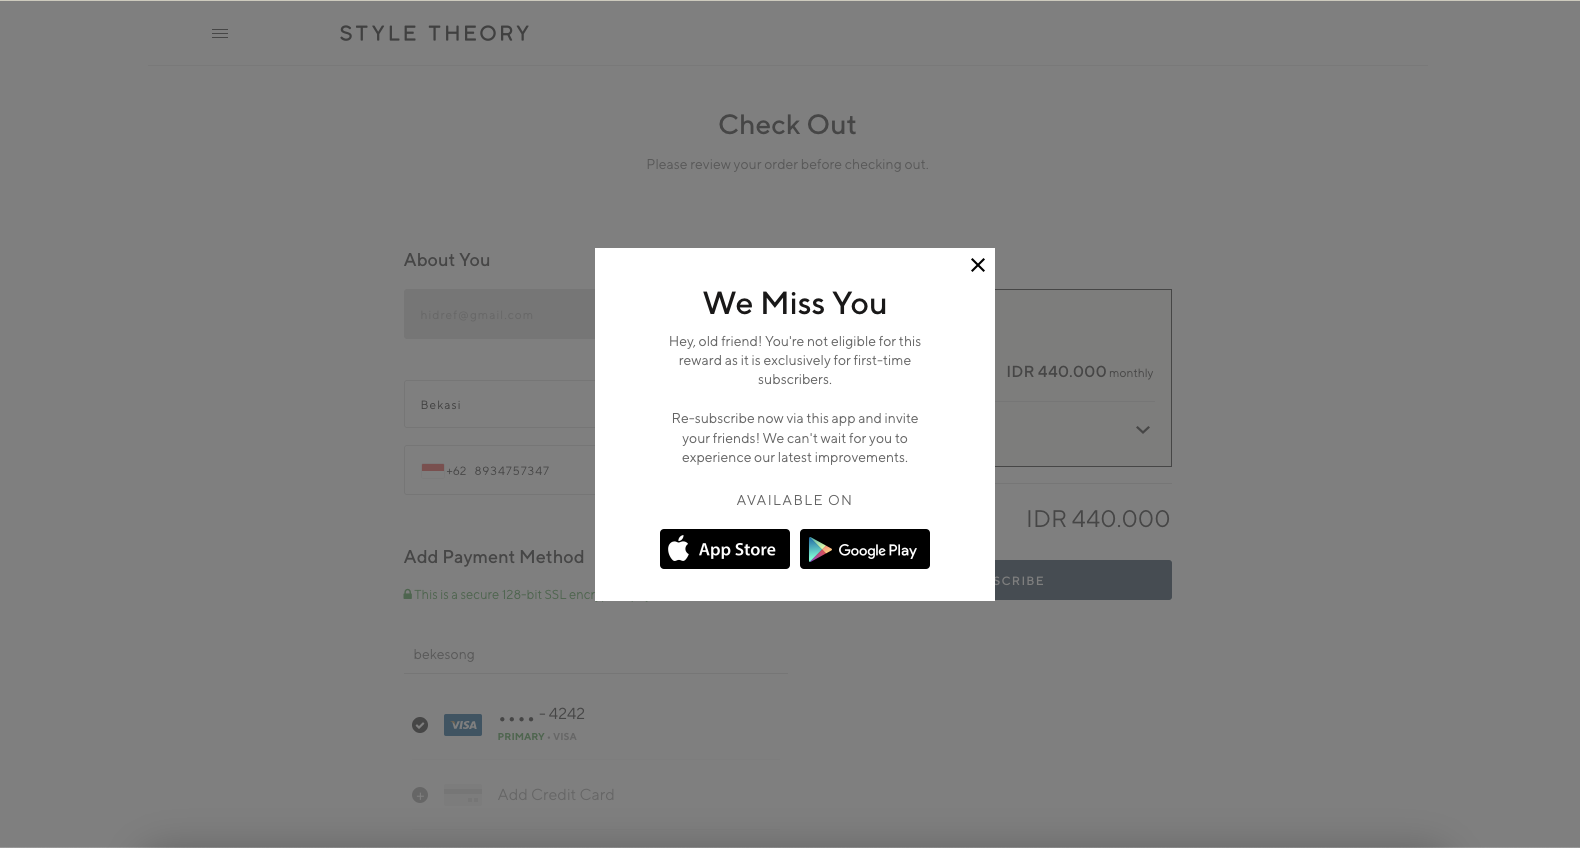 STYLE THEORY
Check Out
Please review your order before checking out.
About You
tiaref@gmail.com
Bekasi
+62 8934757347
Add Payment Method
This is a secure 128-bit SSL encr
bekesong
VISA
•••• - 4242
PRIMARY - VISA
Add Credit Card
We Miss You
Hey, old friend! You're not eligible for this
reward as it is exclusively for first-time
subscribers.
Re-subscribe now via this app and invite
your friends! We can't wait for you to
experience our latest improvements.
AVAILABLE ON
App Store
Google Play
IDR 440.000 monthly
IDR 440.000
SCRIBE